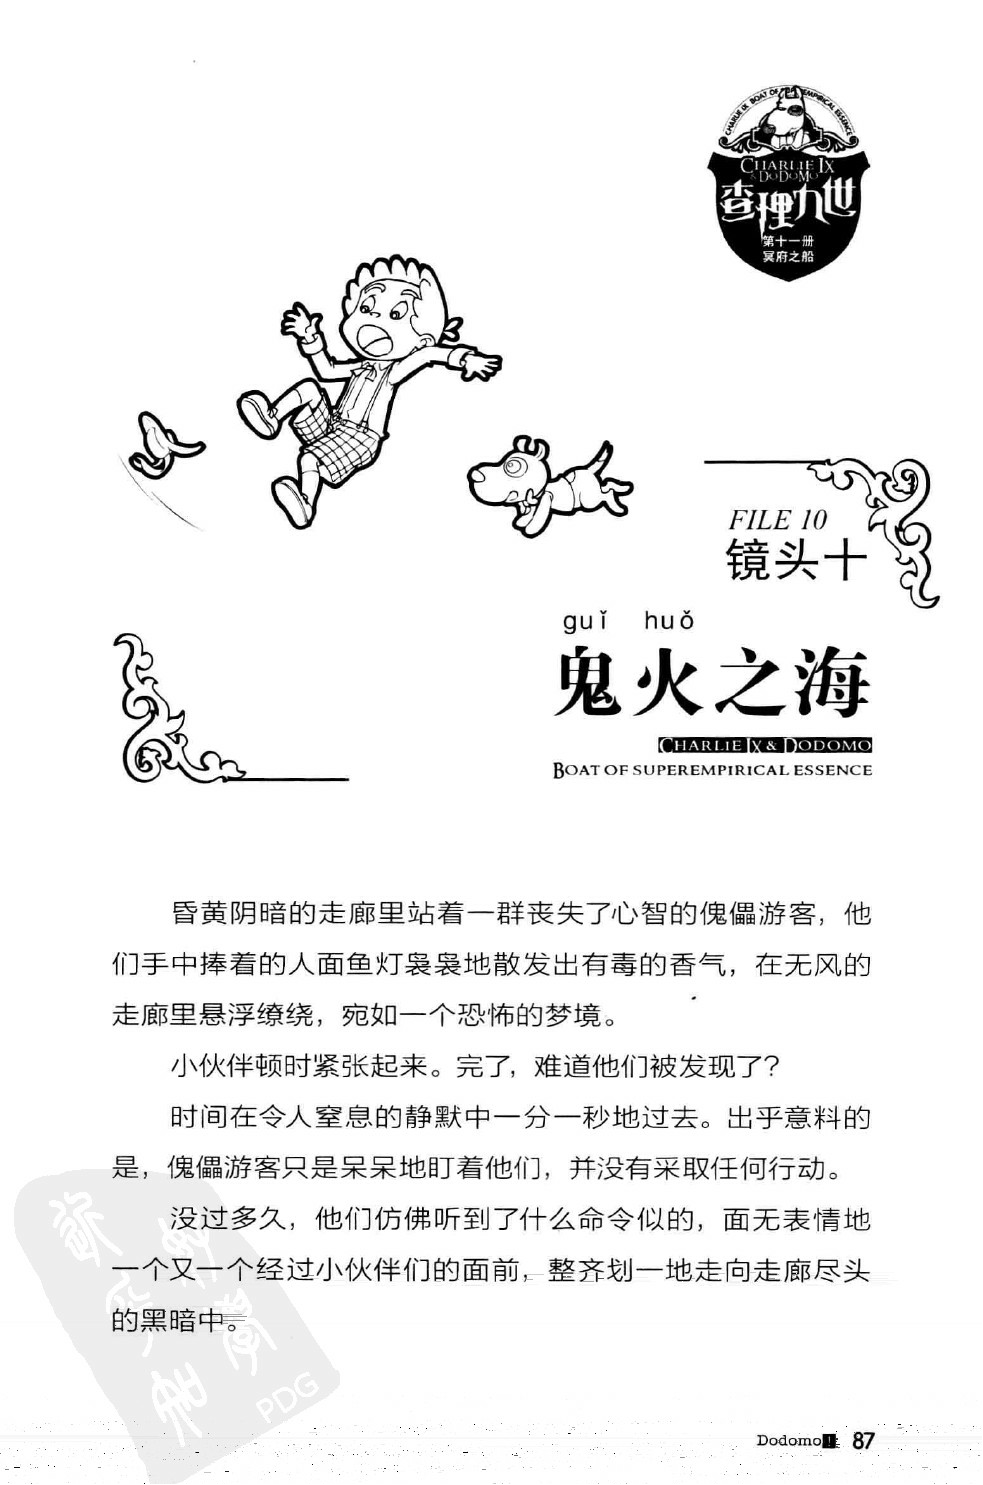 CHARLIE IX BOAT OF SUPEREMPIRICAL ESSENCE
CHARLIE IX
& DODOMO
查理九世
第十一册
冥府之船
FILE 10
镜头十
guǐ huǒ
鬼火之海
CHARLIE IX & DODOMO
BOAT OF SUPEREMPIRICAL ESSENCE
昏黄阴暗的走廊里站着一群丧失了心智的傀儡游客，他
们手中捧着的人面鱼灯袅袅地散发出有毒的香气，在无风的
走廊里悬浮缭绕，宛如一个恐怖的梦境。
小伙伴顿时紧张起来。完了，难道他们被发现了？
时间在令人窒息的静默中一分一秒地过去。出乎意料的
是，傀儡游客只是呆呆地盯着他们，并没有采取任何行动。
没过多久，他们仿佛听到了什么命令似的，面无表情地
一个又一个经过小伙伴们的面前，整齐划一地走向走廊尽头
的黑暗中。
PDG
Dodomo! 87